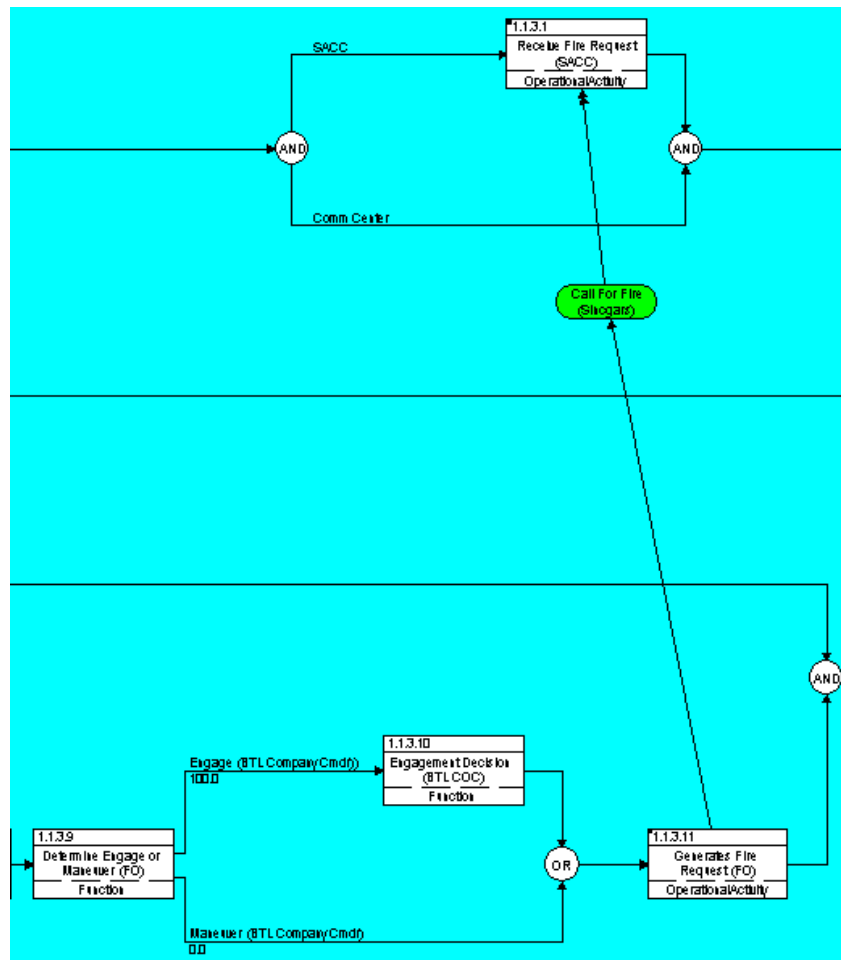 1.1.3.1
SACC
Receive Fire Request
(SACC)
OperationalActivity
AND
AND
Comm Center
Call For Fire
(Sincgars)
AND
1.1.3.10
Engage (BTLCompanyCmdr)
Engagement Decision
100.0
(BTLCOC)
Function
1.1.3.9
1.1.3.11
Determine Engage or
Maneuver (FO)
Function
OR
Generates Fire
Request (FO)
OperationalActivity
Maneuver (BTLCompanyCmdr)
0.0